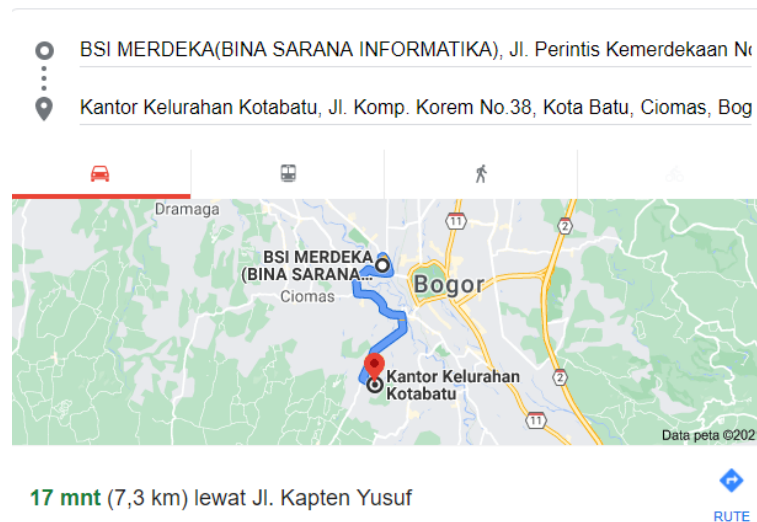 BSI MERDEKA(BINA SARANA INFORMATIKA), Jl. Perintis Kemerdekaan
Kantor Kelurahan Kotabatu, Jl. Komp. Korem No.38, Kota Batu, Ciomas, Bog
Dramaga
11
2
BSI MERDEKA
(BINA SARANA...
Bogor
Ciomas
Kantor Kelurahan
Kotabatu
2
11
Data peta ©202
17 mnt (7,3 km) lewat Jl. Kapten Yusuf
RUTE